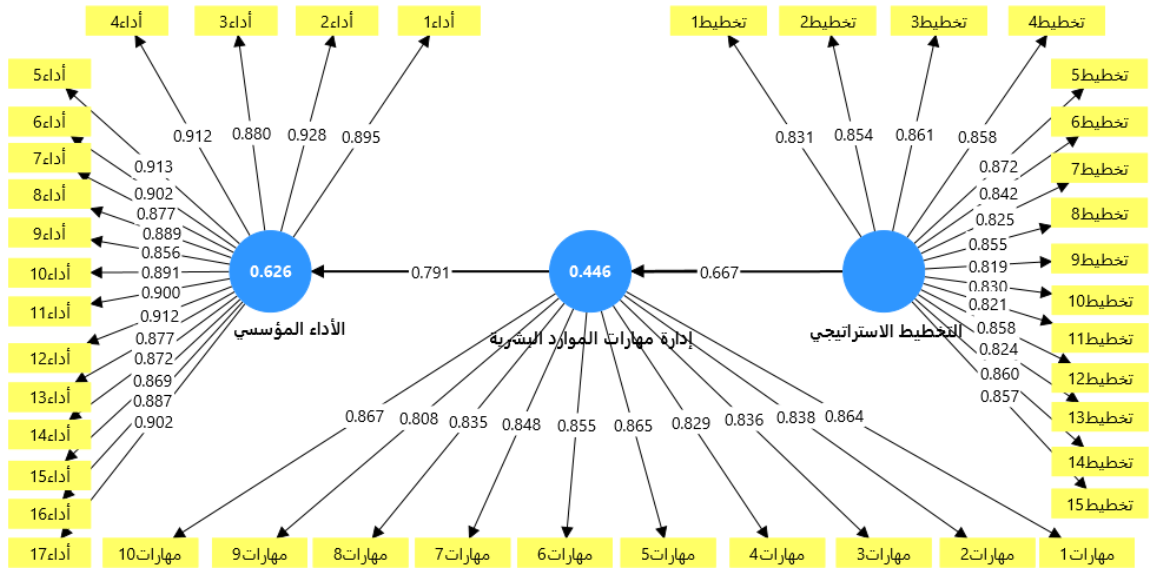 أداء4
أداء3
أداء2
أداء1
تخطيط1
تخطيط2
تخطيط3
تخطيط4
أداء5
أداء6
أداء7
أداء8
أداء9
أداء10
أداء11
أداء12
أداء13
أداء14
أداء15
أداء16
أداء17
تخطيط5
تخطيط6
تخطيط7
تخطيط8
تخطيط9
تخطيط10
تخطيط11
تخطيط12
تخطيط13
تخطيط14
تخطيط15
0.912
0.880
0.928
0.895
0.831
0.854
0.861
0.858
0.913
0.902
0.877
0.889
0.856
0.891
0.900
0.912
0.877
0.872
0.869
0.887
0.902
0.872
0.842
0.825
0.855
0.819
0.830
0.821
0.858
0.824
0.860
0.857
0.626
0.791
0.446
0.667
الأداء المؤسسي
إدارة مهارات الموارد البشرية
التخطيط الاستراتيجي
0.867
0.808
0.835
0.848
0.855
0.865
0.829
0.836
0.838
0.864
مهارات10
مهارات9
مهارات8
مهارات7
مهارات6
مهارات5
مهارات4
مهارات3
مهارات2
مهارات1